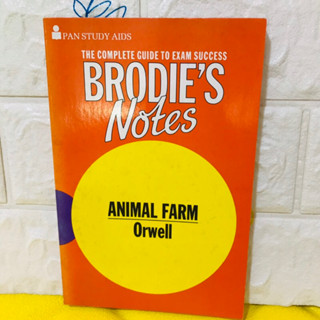 PAN STUDY AIDS
THE COMPLETE GUIDE TO EXAM SUCCESS
BRODIE'S
Notes
ANIMAL FARM
Orwell